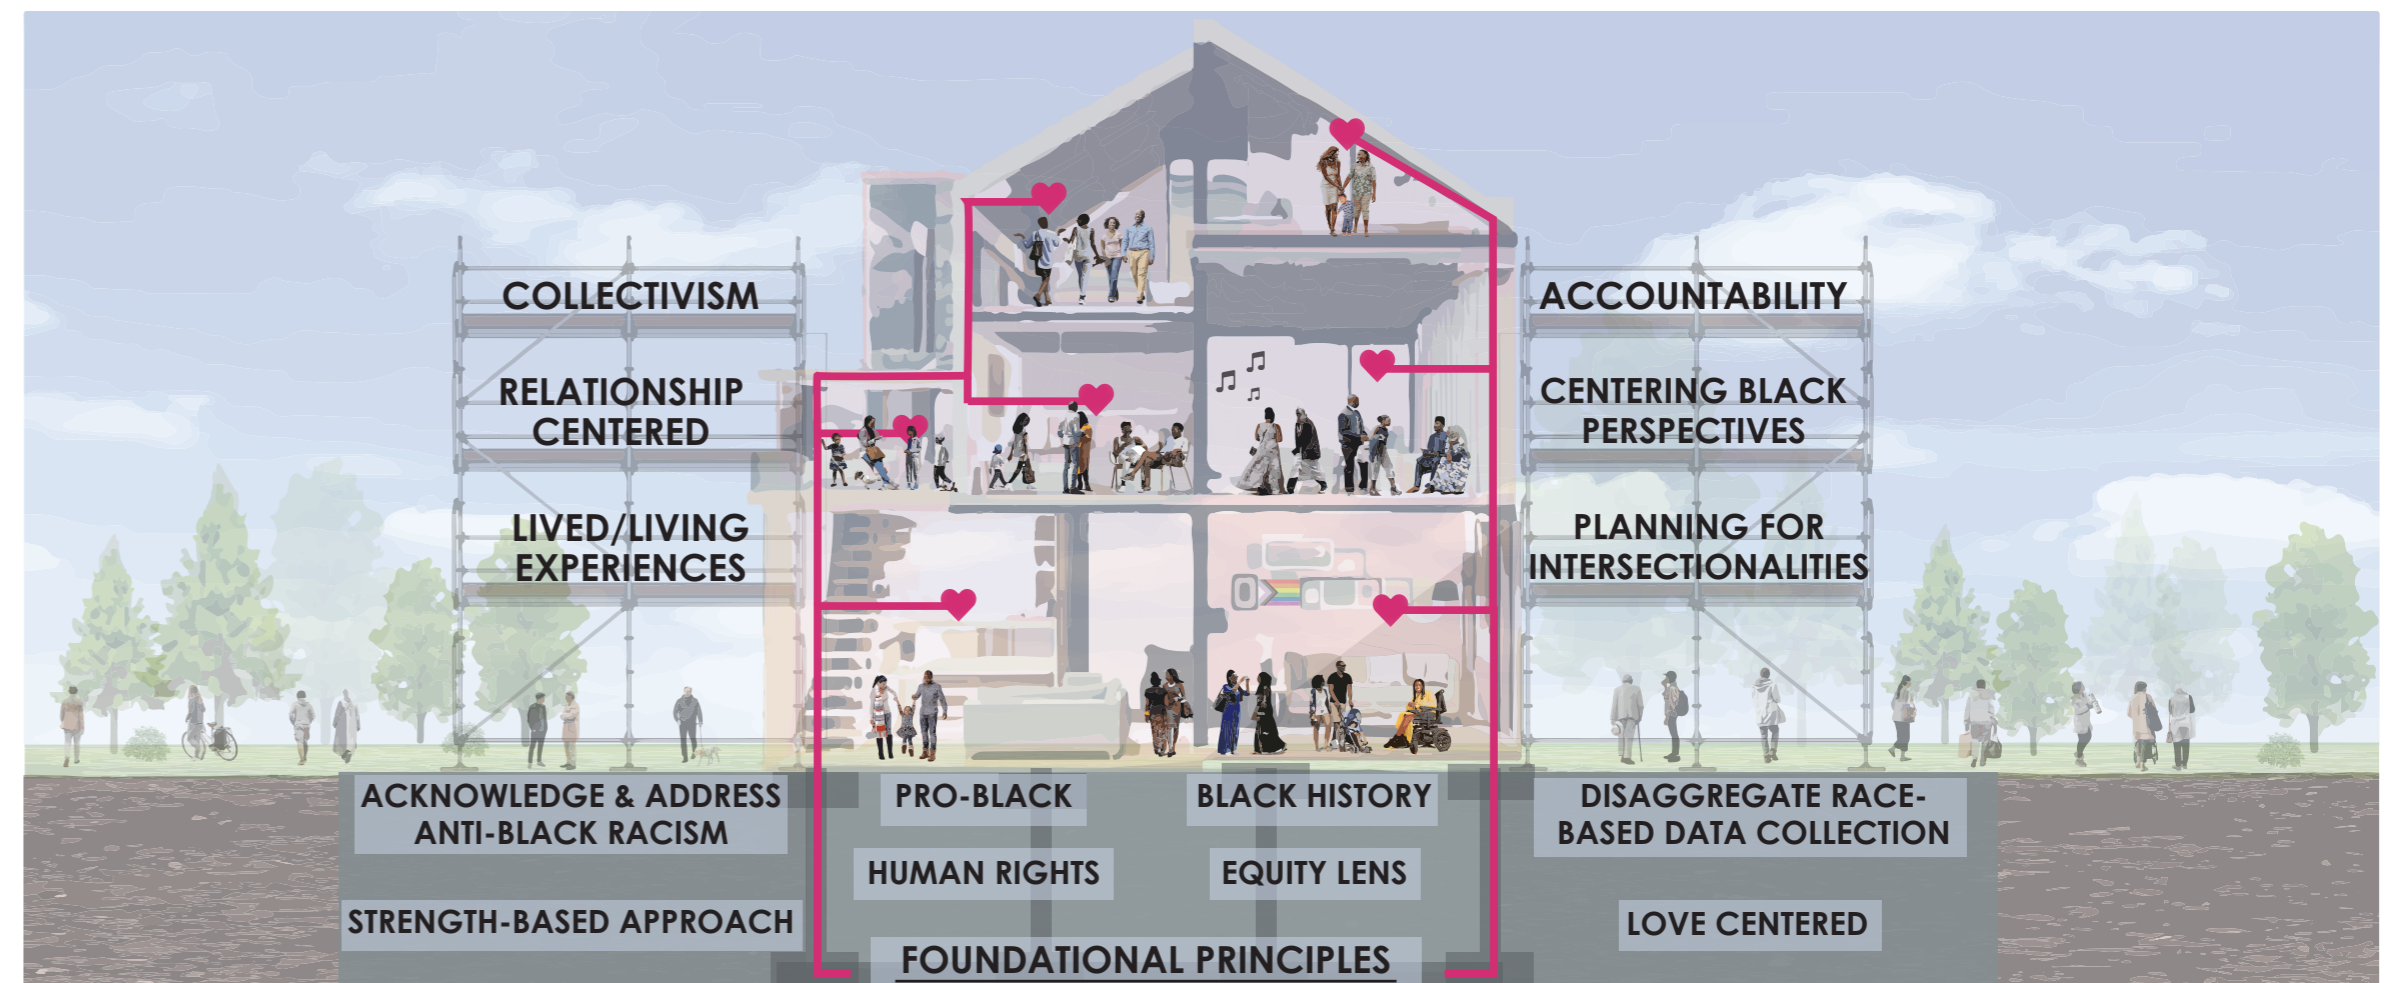 COLLECTIVISM
RELATIONSHIP
CENTERED
LIVED/LIVING
EXPERIENCES
ACCOUNTABILITY
CENTERING BLACK
PERSPECTIVES
PLANNING FOR
INTERSECTIONALITIES
ACKNOWLEDGE & ADDRESS
ANTI-BLACK RACISM
STRENGTH-BASED APPROACH
PRO-BLACK
HUMAN RIGHTS
BLACK HISTORY
EQUITY LENS
DISAGGREGATE RACE-
BASED DATA COLLECTION
LOVE CENTERED
FOUNDATIONAL PRINCIPLES